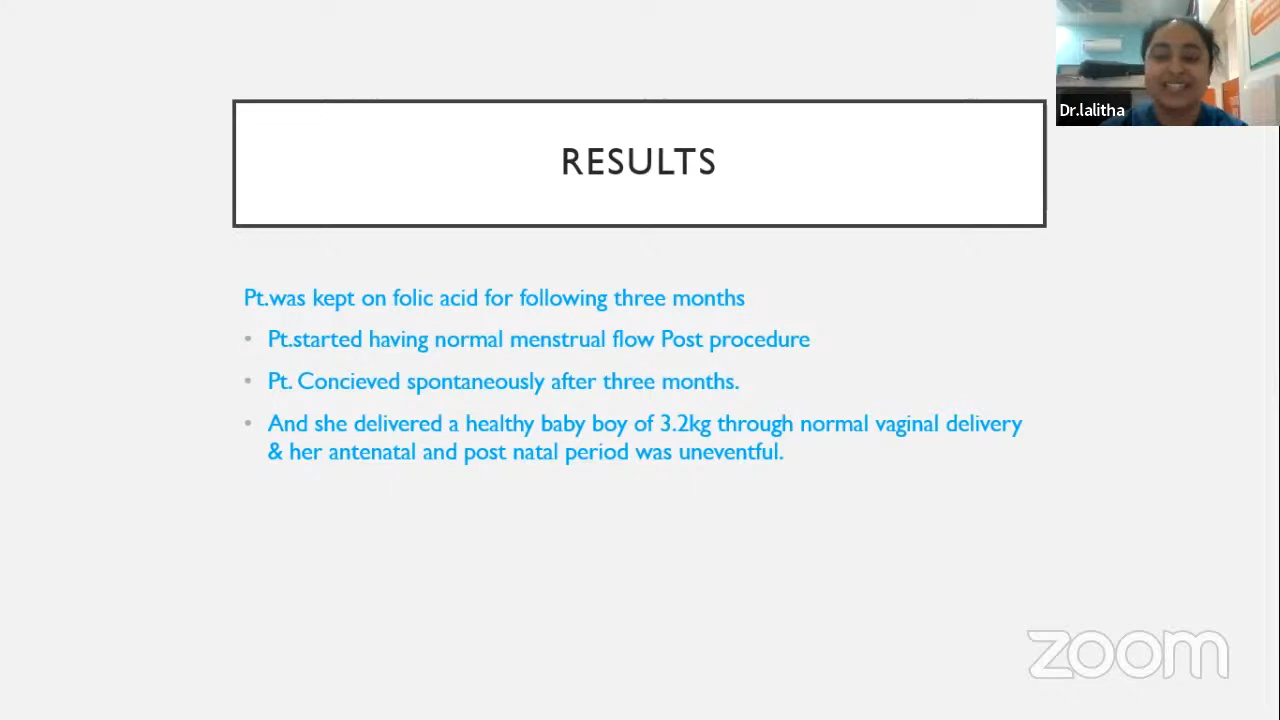 Dr.lalitha
RESULTS
Pt.was kept on folic acid for following three months
• Pt.started having normal menstrual flow Post procedure
• Pt. Concieved spontaneously after three months.
• And she delivered a healthy baby boy of 3.2kg through normal vaginal delivery
& her antenatal and post natal period was uneventful.
zoom